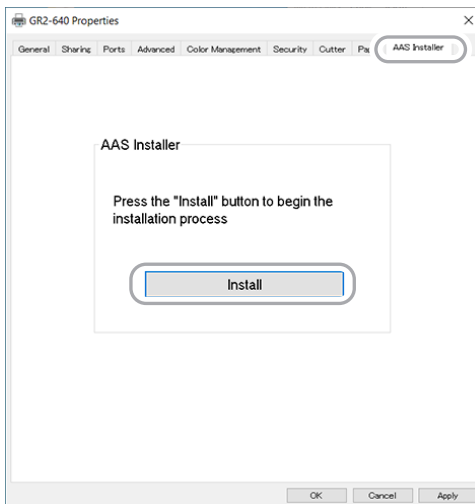 GR2-640 Properties
General Sharing Ports Advanced Color Management Security Cutter AAS Installer
AAS Installer
Press the "Install" button to begin the
installation process
Install
OK Cancel Apply